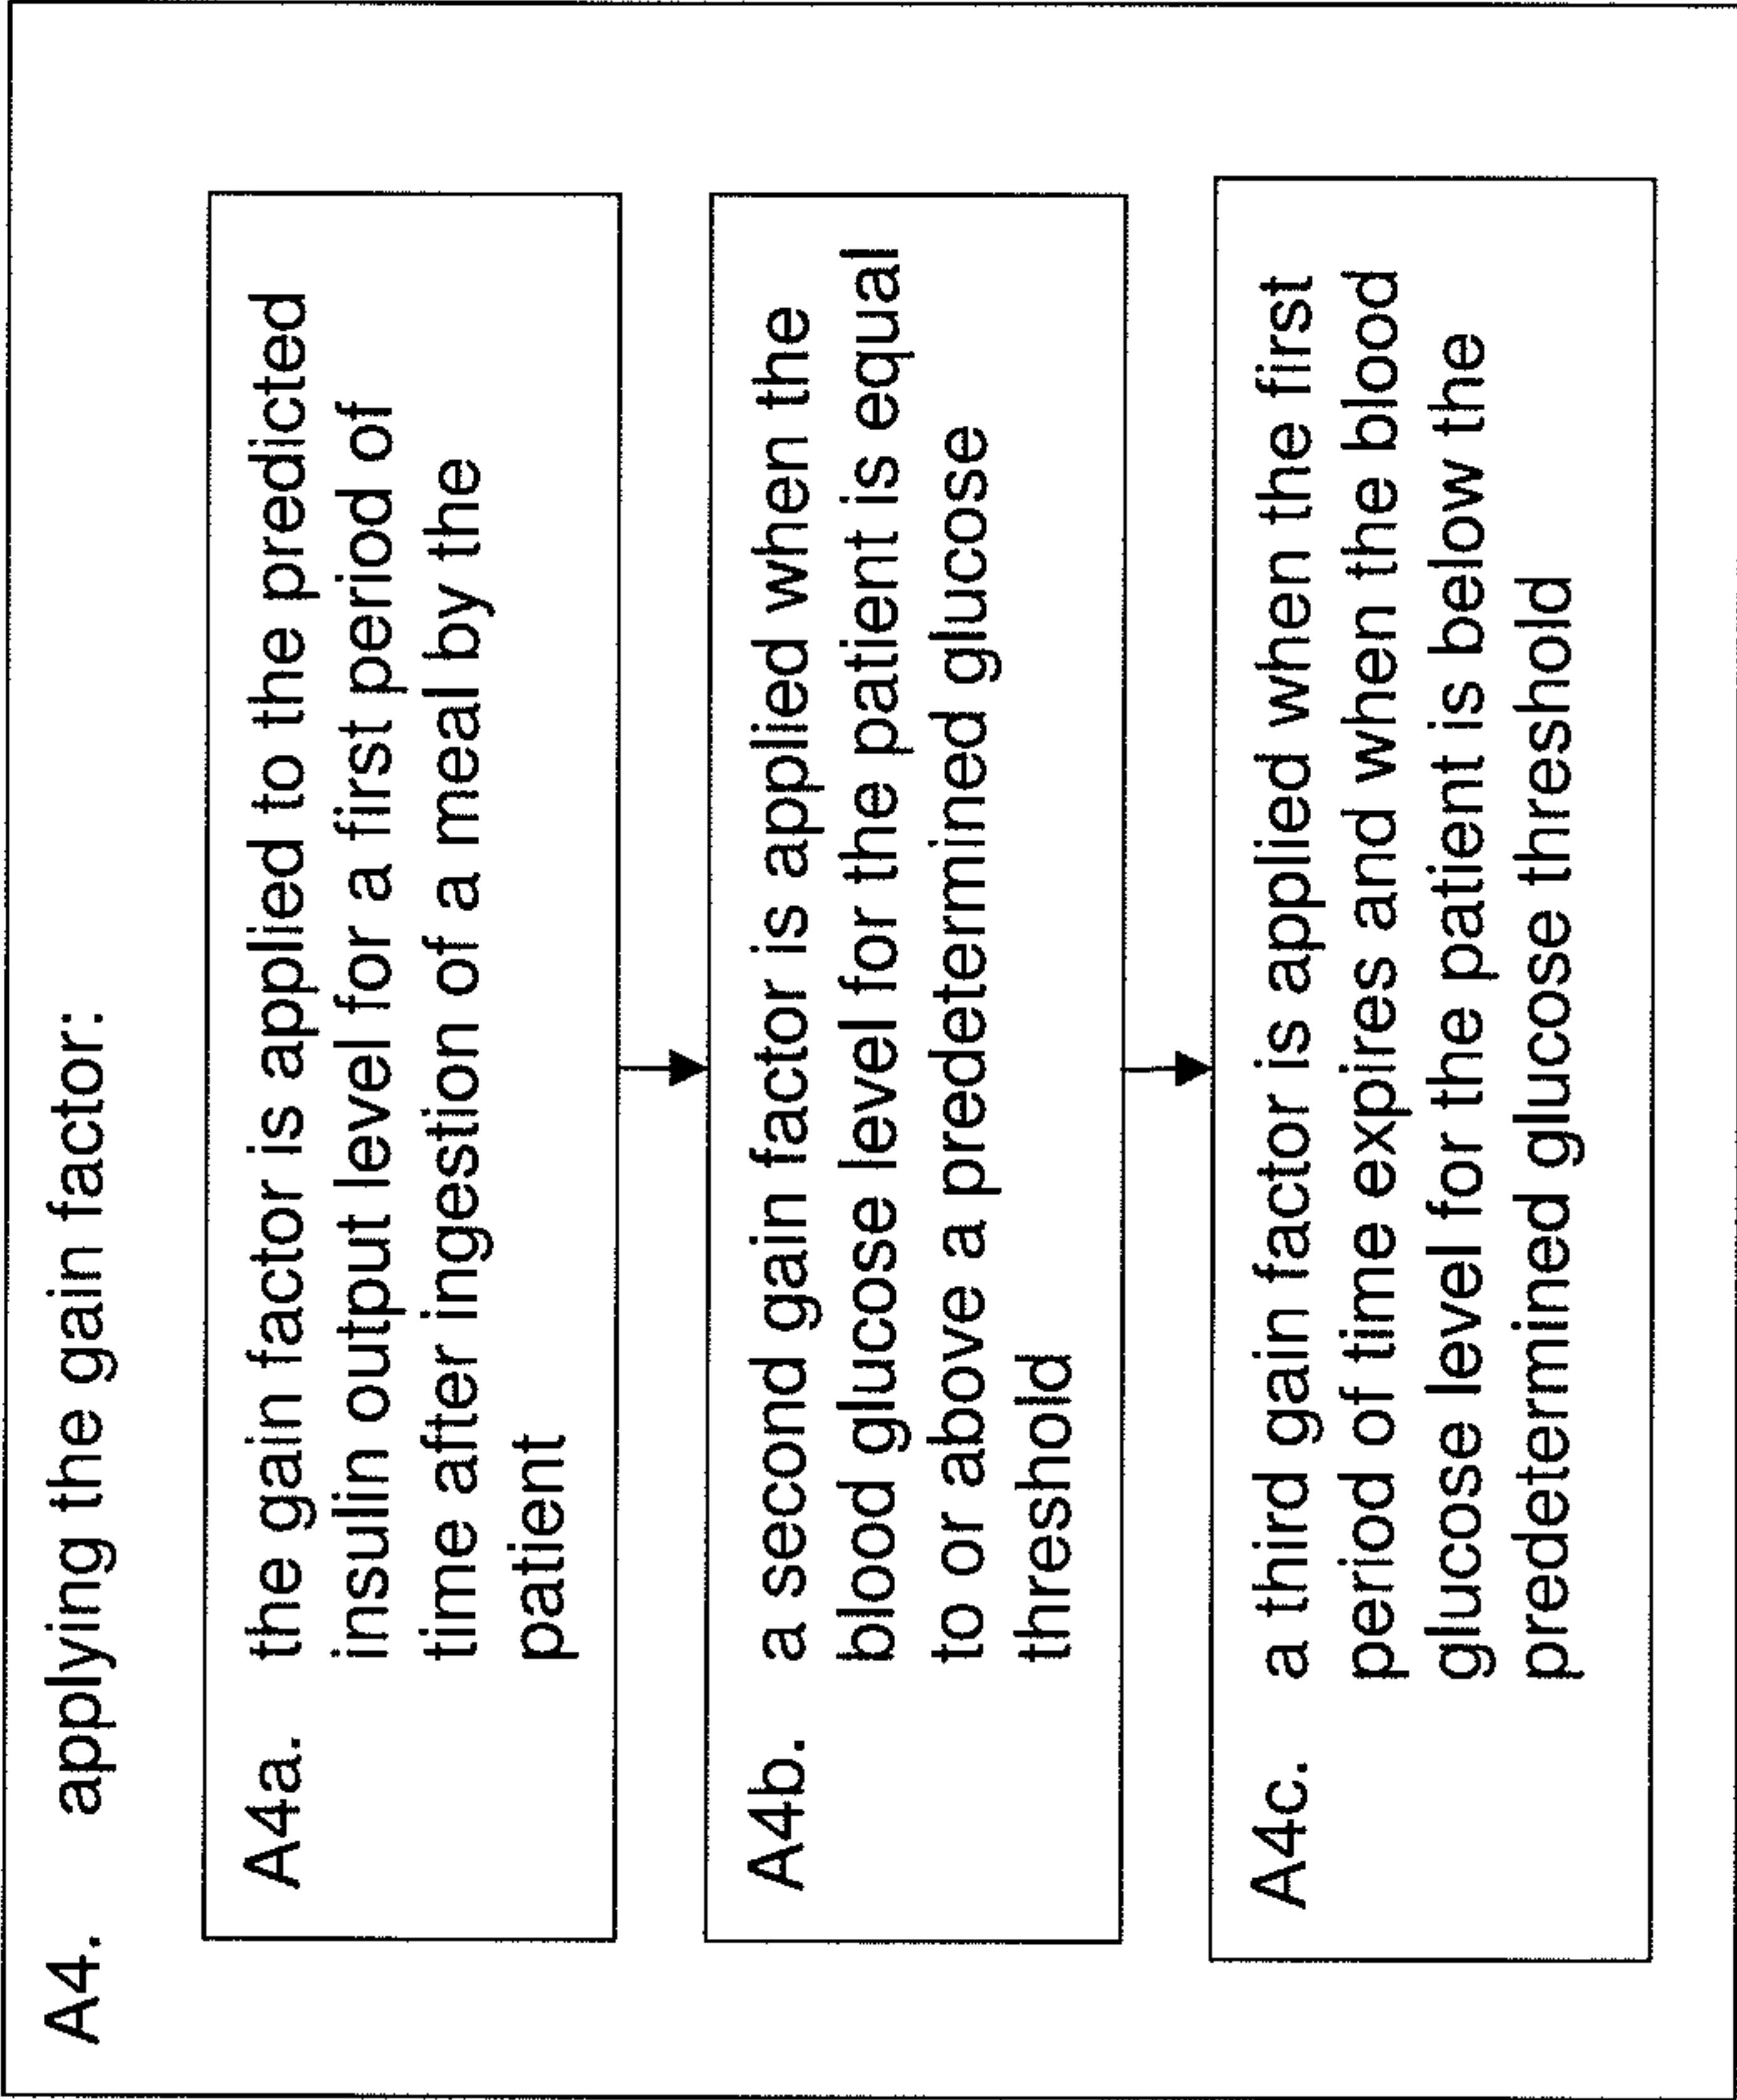 A4. applying the gain factor:
A4a. the gain factor is applied to the predicted
insulin output level for a first period of
time after ingestion of a meal by the
patient
A4b. a second gain factor is applied when the
blood glucose level for the patient is equal
to or above a predetermined glucose
threshold
A4c. a third gain factor is applied when the first
period of time expires and when the blood
glucose level for the patient is below the
predetermined glucose threshold